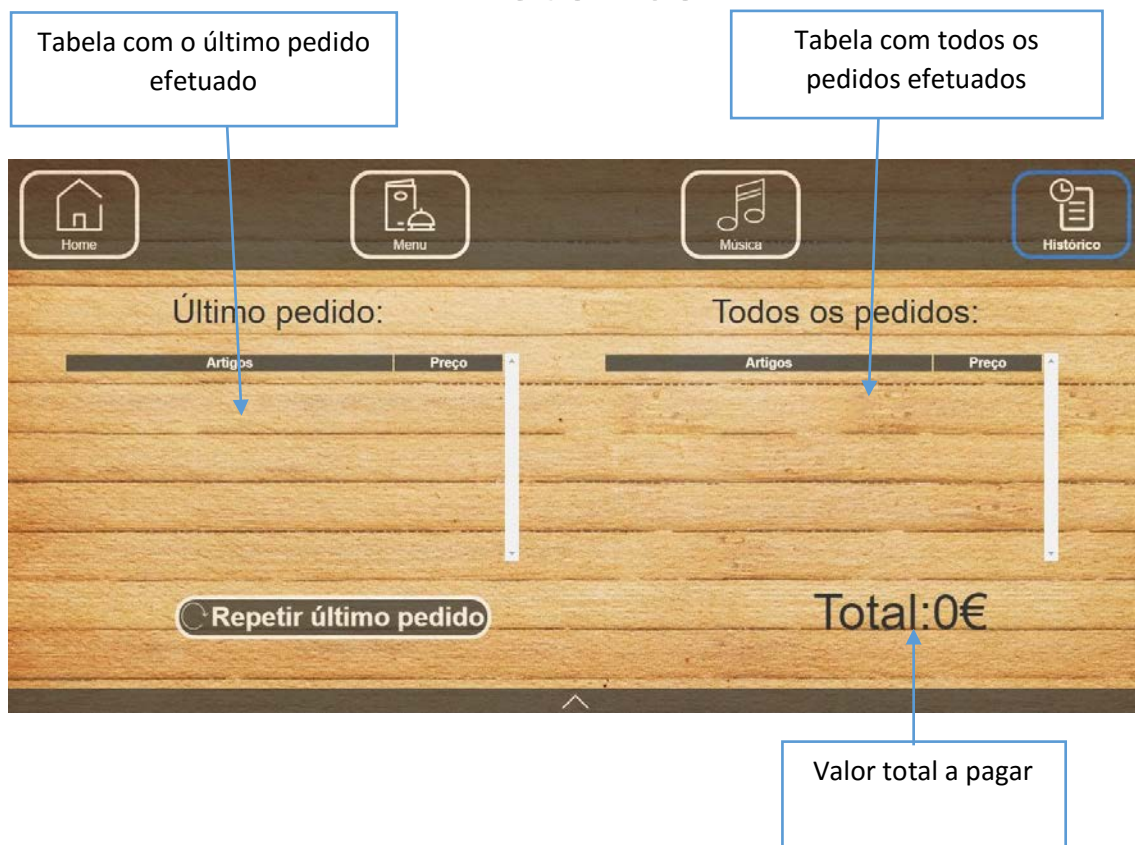 Tabela com o último pedido
efetuado
Tabela com todos os
pedidos efetuados
Home
Menu
Música
Histórico
Último pedido:
Todos os pedidos:
Artigos
Preço
Artigos
Preço
Repetir último pedido
Total:0€
Valor total a pagar